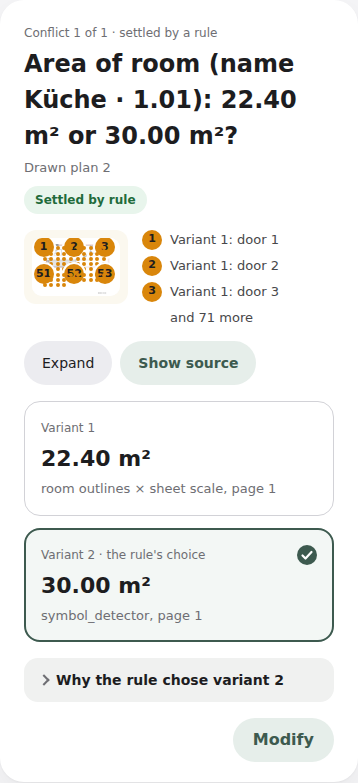 Conflict 1 of 1 · settled by a rule
Area of room (name
Küche · 1.01): 22.40
m² or 30.00 m²?
Drawn plan 2
Settled by rule
1 2 3
51 52 53
1 Variant 1: door 1
2 Variant 1: door 2
3 Variant 1: door 3
and 71 more
Expand
Show source
Variant 1
22.40 m²
room outlines × sheet scale, page 1
Variant 2 · the rule's choice
30.00 m²
symbol_detector, page 1
Why the rule chose variant 2
Modify